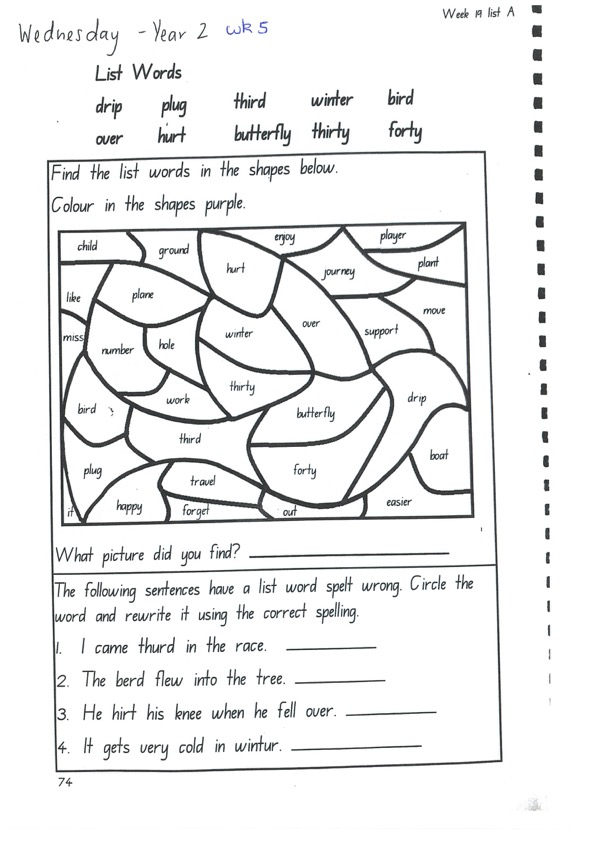 Week 19 list A
Wednesday - Year 2 wk 5
List Words
drip plug third winter bird
over hurt butterfly thirty forty
Find the list words in the shapes below.
Colour in the shapes purple.
child ground enjoy player
hurt journey plant
like plane
miss number hole winter over support move
thirty
bird work butterfly drip
third
plug travel forty boat
if happy forget out easier
What picture did you find?
The following sentences have a list word spelt wrong. Circle the
word and rewrite it using the correct spelling.
1. I came thurd in the race.
2. The berd flew into the tree.
3. He hirt his knee when he fell over.
4. It gets very cold in wintur.
74